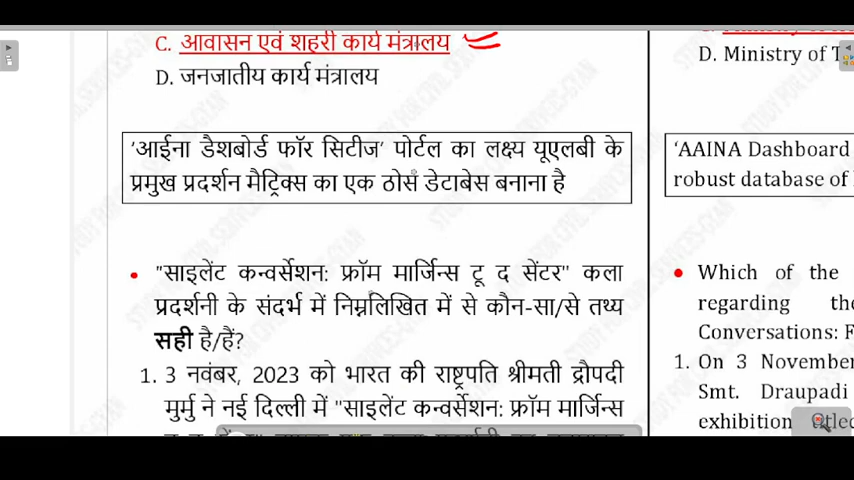 C. आवासन एवं शहरी कार्य मंत्रालय
D. जनजातीय कार्य मंत्रालय
'आईना डैशबोर्ड फॉर सिटीज' पोर्टल का लक्ष्य यूएलबी के
प्रमुख प्रदर्शन मैट्रिक्स का एक ठोस डेटाबेस बनाना है
• "साइलेंट कन्वर्सेशन: फ्रॉम मार्जिन्स टू द सेंटर" कला
प्रदर्शनी के संदर्भ में निम्नलिखित में से कौन-सा/से तथ्य
सही है/हैं?
1. 3 नवंबर, 2023 को भारत की राष्ट्रपति श्रीमती द्रौपदी
मुर्मु ने नई दिल्ली में "साइलेंट कन्वर्सेशन: फ्रॉम मार्जिन्स
D. Ministry of T
'AAINA Dashboard
robust database of
• Which of the
regarding the
Conversations: F
1. On 3 November
Smt. Draupadi
exhibition titled